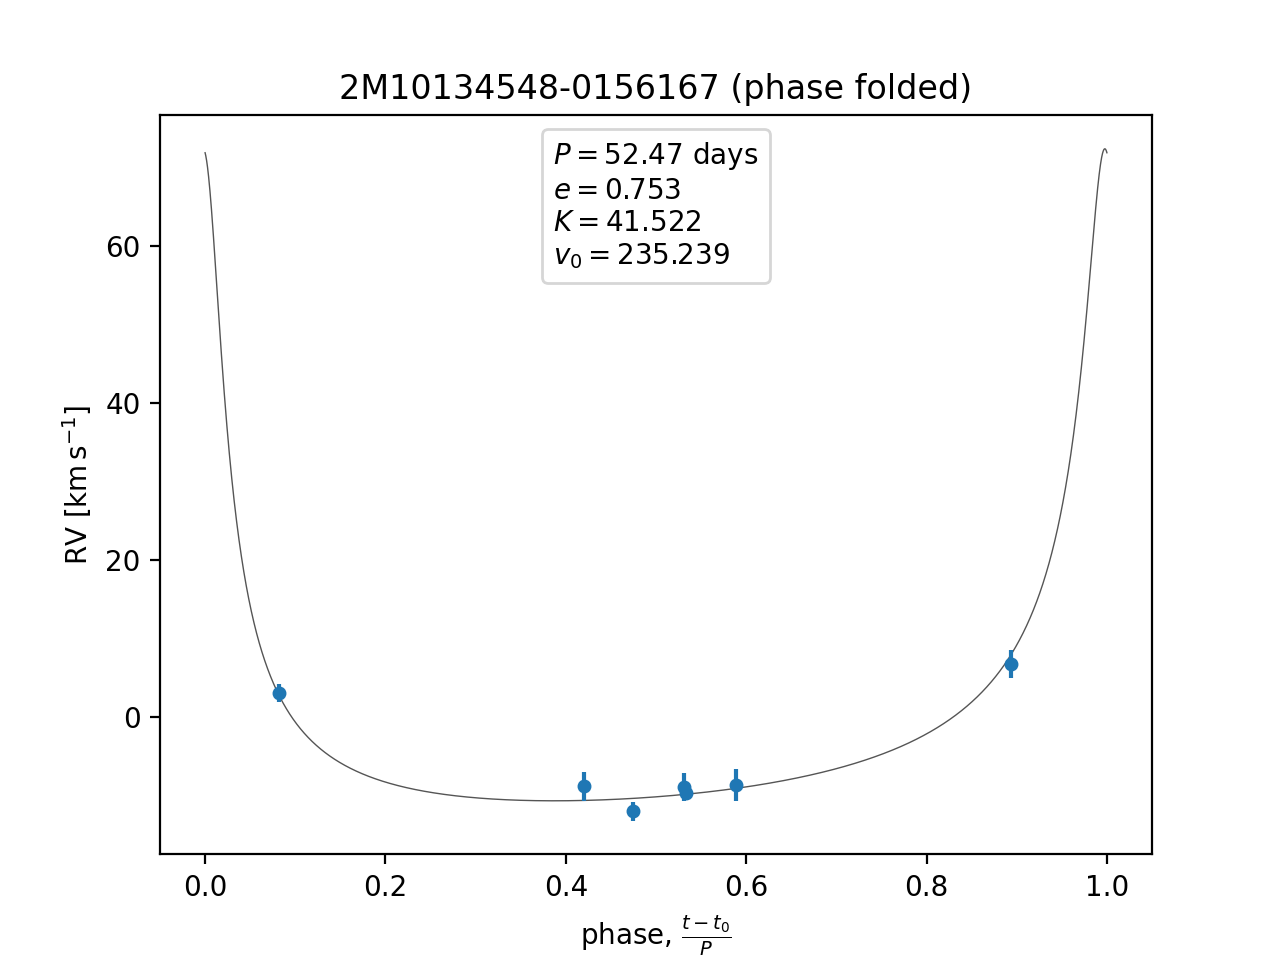 2M10134548-0156167 (phase folded)
P = 52.47 days
e = 0.753
K = 41.522
v₀ = 235.239
60
40
20
0
RV [km s⁻¹]
0.0 0.2 0.4 0.6 0.8 1.0
phase, (t − t₀)/P